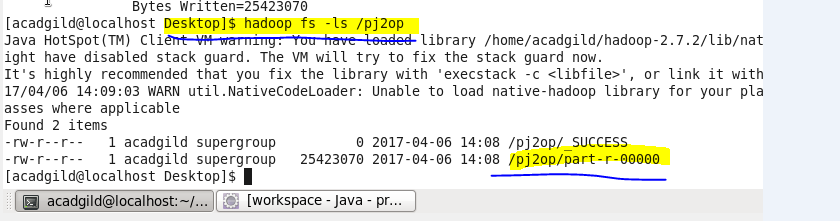 Bytes Written=25423070
[acadgild@localhost Desktop]$ hadoop fs -ls /pj2op
Java HotSpot(TM) Client VM warning: You have loaded library /home/acadgild/hadoop-2.7.2/lib/nat
ight have disabled stack guard. The VM will try to fix the stack guard now.
It's highly recommended that you fix the library with 'execstack -c <libfile>', or link it with
17/04/06 14:09:03 WARN util.NativeCodeLoader: Unable to load native-hadoop library for your pla
asses where applicable
Found 2 items
-rw-r--r--   1 acadgild supergroup          0 2017-04-06 14:08 /pj2op/_SUCCESS
-rw-r--r--   1 acadgild supergroup   25423070 2017-04-06 14:08 /pj2op/part-r-00000
[acadgild@localhost Desktop]$
acadgild@localhost:~/... [workspace - Java - pr...